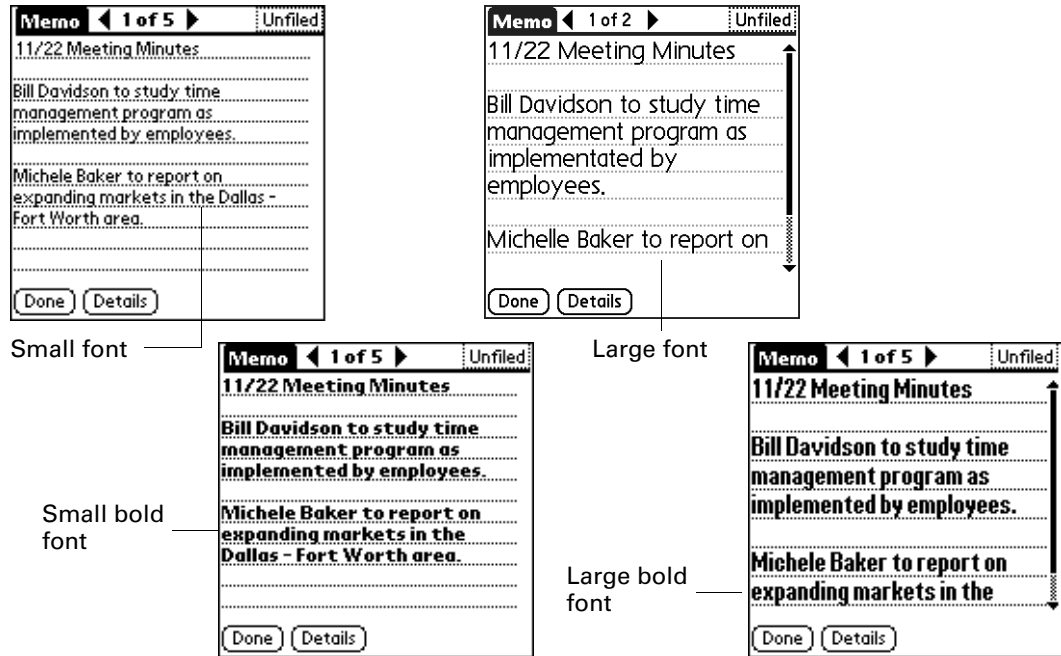 Memo 1 of 5 Unfiled
11/22 Meeting Minutes
Bill Davidson to study time
management program as
implemented by employees.
Michele Baker to report on
expanding markets in the Dallas -
Fort Worth area.
Done Details
Small font
Memo 1 of 2 Unfiled
11/22 Meeting Minutes
Bill Davidson to study time
management program as
implementated by
employees.
Michelle Baker to report on
Done Details
Large font
Memo 1 of 5 Unfiled
11/22 Meeting Minutes
Bill Davidson to study time
management program as
implemented by employees.
Michele Baker to report on
expanding markets in the
Dallas - Fort Worth area.
Done Details
Small bold
font
Memo 1 of 5 Unfiled
11/22 Meeting Minutes
Bill Davidson to study time
management program as
implemented by employees.
Michele Baker to report on
expanding markets in the
Done Details
Large bold
font